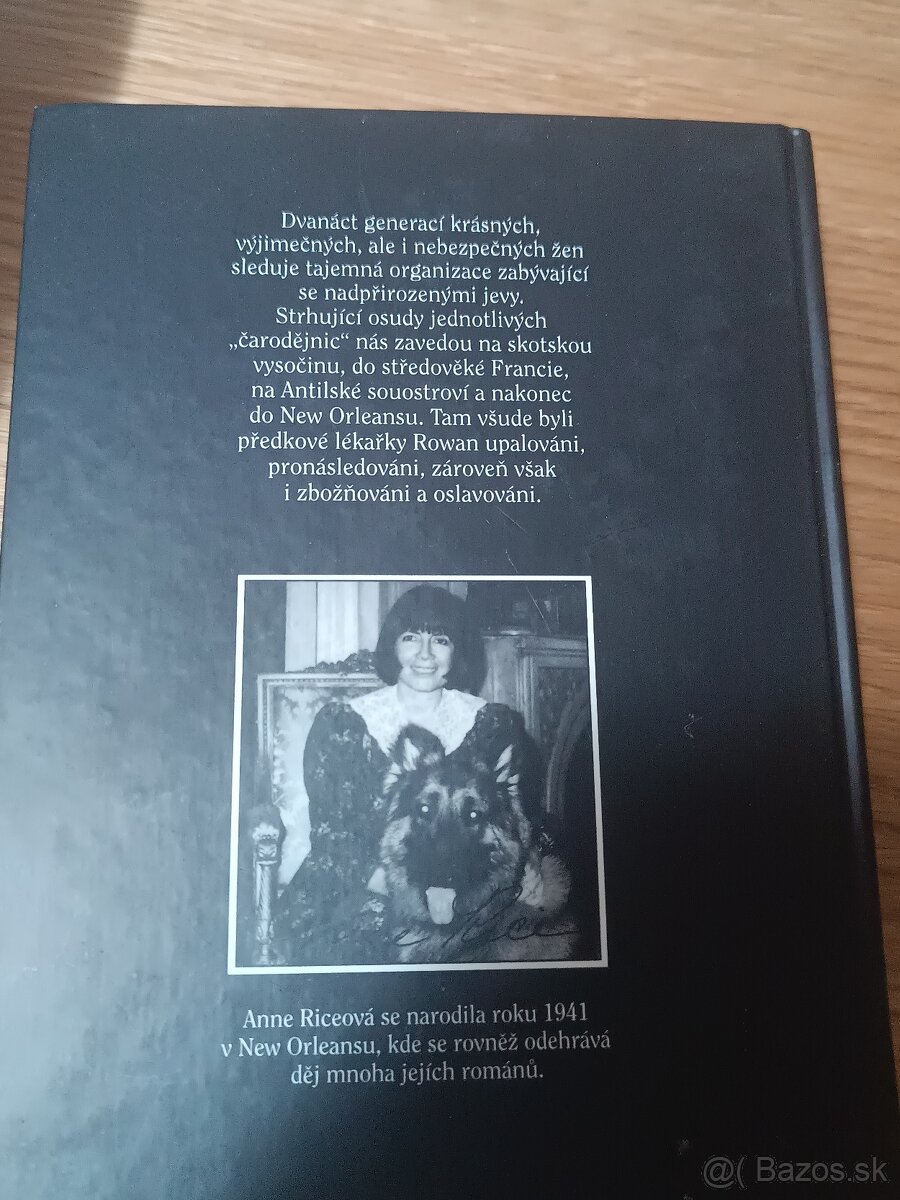 Dvanáct generací krásných,
výjimečných, ale i nebezpečných žen
sleduje tajemná organizace zabývající
se nadpřirozenými jevy.
Strhující osudy jednotlivých
„čarodějnic“ nás zavedou na skotskou
vysočinu, do středověké Francie,
na Antilské souostroví a nakonec
do New Orleansu. Tam všude byli
předkové lékařky Rowan upalováni,
pronásledováni, zároveň však
i zbožňováni a oslavováni.
Rice
Anne Riceová se narodila roku 1941
v New Orleansu, kde se rovněž odehrává
děj mnoha jejích románů.
@( Bazos.sk